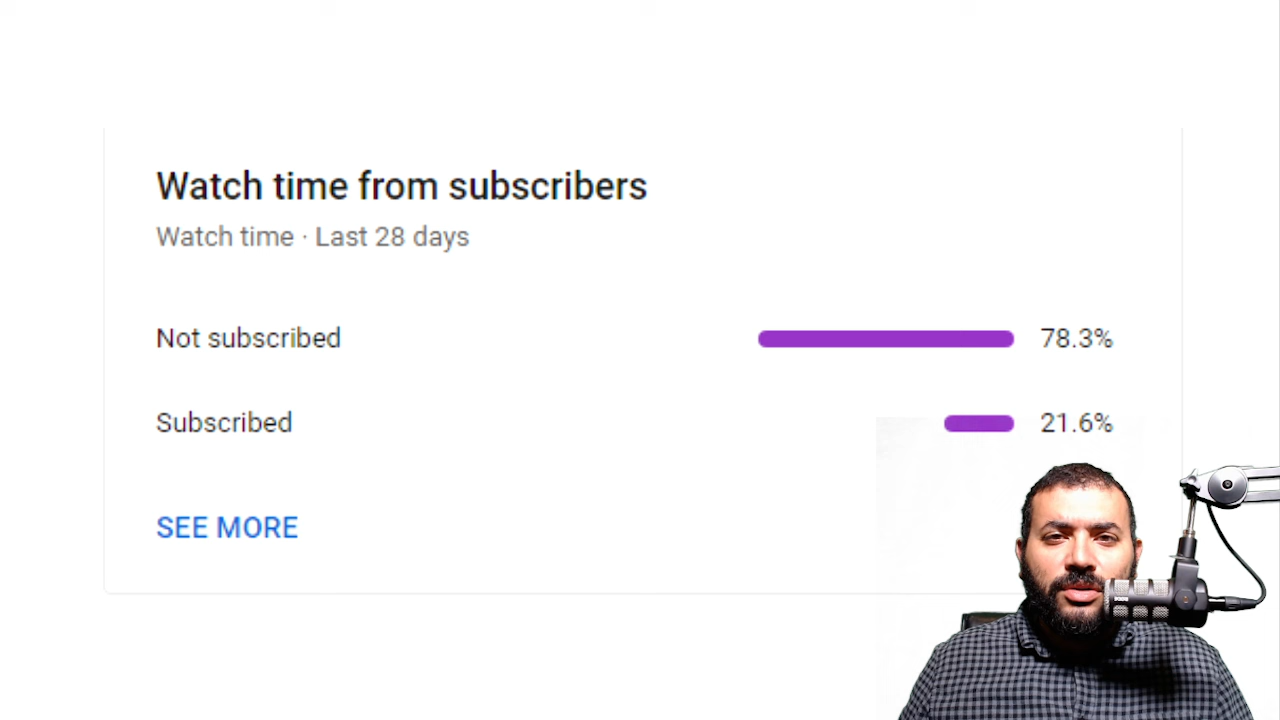 Watch time from subscribers
Watch time · Last 28 days
Not subscribed 78.3%
Subscribed 21.6%
SEE MORE